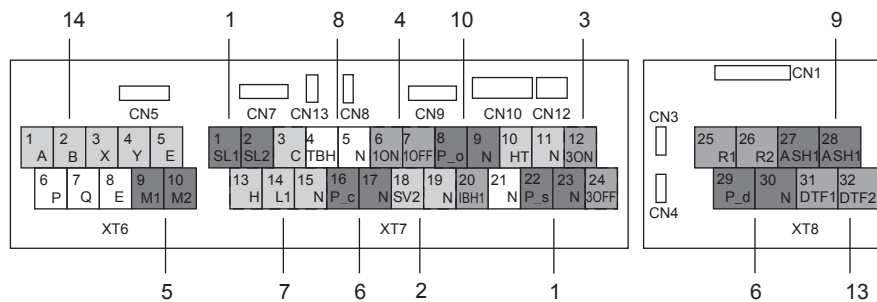 14 1 8 4 10 3 9
CN5 CN7 CN13 CN8 CN9 CN10 CN12 CN1
CN3
1 2 3 4 5 1 2 3 4 5 6 7 8 9 10 11 12 25 26 27 28
A B X Y E SL1 SL2 C TBH N 1ON 1OFF P_o N HT N 3ON R1 R2 ASH1 ASH1
6 7 8 9 10 13 14 15 16 17 18 19 20 21 22 23 24 29 30 31 32
P Q E M1 M2 H L1 N P_c N SV2 N IBH1 N P_s N 3OFF P_d N DTF1 DTF2
CN4
XT6 XT7 XT8
5 7 6 2 1 6 13